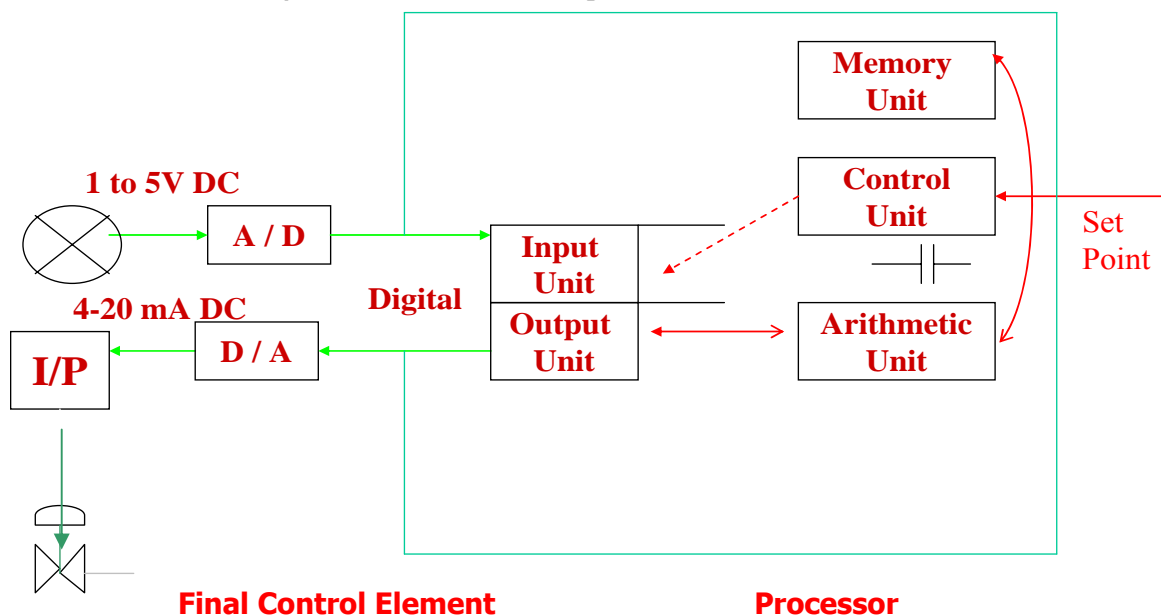 Memory
Unit
1 to 5V DC
Control
Unit
A / D
Set
Point
Input
Unit
4-20 mA DC
Digital
Output
Unit
Arithmetic
Unit
I/P
D / A
Final Control Element
Processor